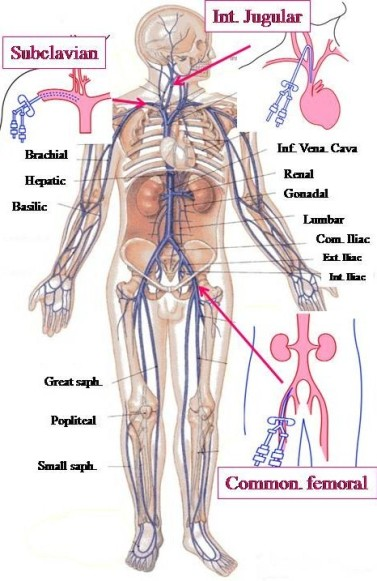 Int. Jugular
Subclavian
Brachial
Hepatic
Basilic
Inf. Vena. Cava
Renal
Gonadal
Lumbar
Com. Iliac
Ext. Iliac
Int. Iliac
Great saph.
Popliteal
Small saph.
Common. femoral